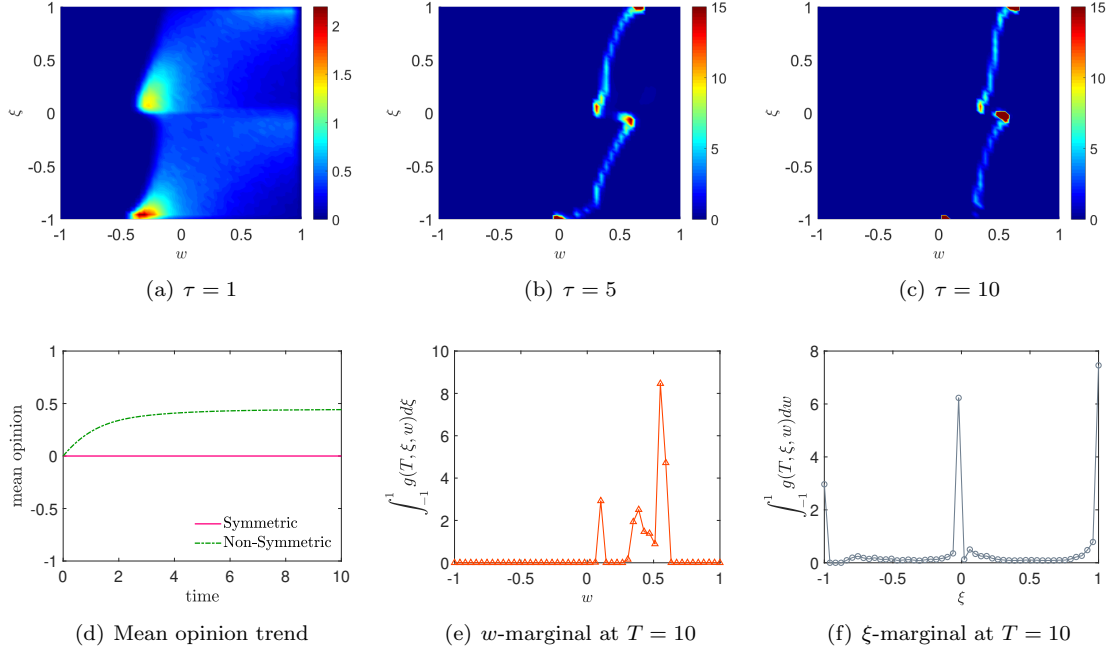 1
0.5
0
-0.5
-1
ξ
-1 -0.5 0 0.5 1
w
2
1.5
1
0.5
0
(a) τ = 1
1
0.5
0
-0.5
-1
ξ
-1 -0.5 0 0.5 1
w
15
10
5
0
(b) τ = 5
1
0.5
0
-0.5
-1
ξ
-1 -0.5 0 0.5 1
w
15
10
5
0
(c) τ = 10
1
0.5
0
-0.5
-1
mean opinion
Symmetric
Non-Symmetric
0 2 4 6 8 10
time
(d) Mean opinion trend
10
8
6
4
2
0
∫_{-1}^{1} g(T, ξ, w)dξ
-1 -0.5 0 0.5 1
w
(e) w-marginal at T = 10
8
6
4
2
0
∫_{-1}^{1} g(T, ξ, w)dw
-1 -0.5 0 0.5 1
ξ
(f) ξ-marginal at T = 10